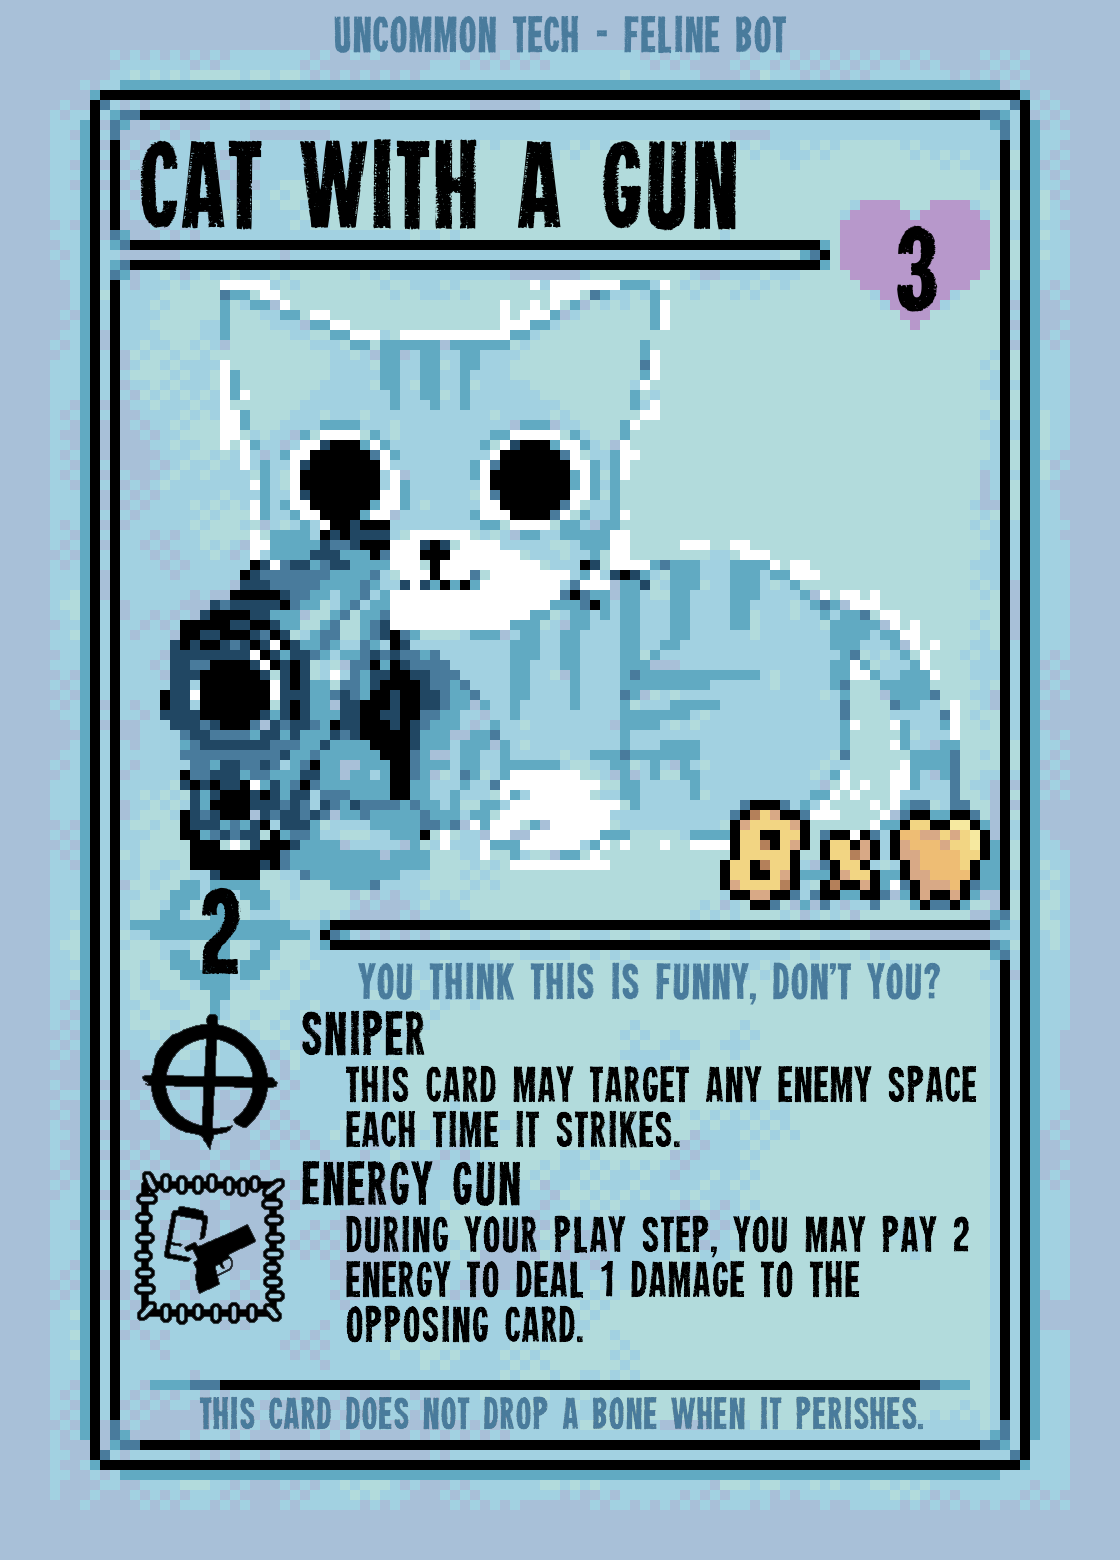 UNCOMMON TECH - FELINE BOT
CAT WITH A GUN
3
8 x
2
YOU THINK THIS IS FUNNY, DON'T YOU?
SNIPER
THIS CARD MAY TARGET ANY ENEMY SPACE
EACH TIME IT STRIKES.
ENERGY GUN
DURING YOUR PLAY STEP, YOU MAY PAY 2
ENERGY TO DEAL 1 DAMAGE TO THE
OPPOSING CARD.
THIS CARD DOES NOT DROP A BONE WHEN IT PERISHES.